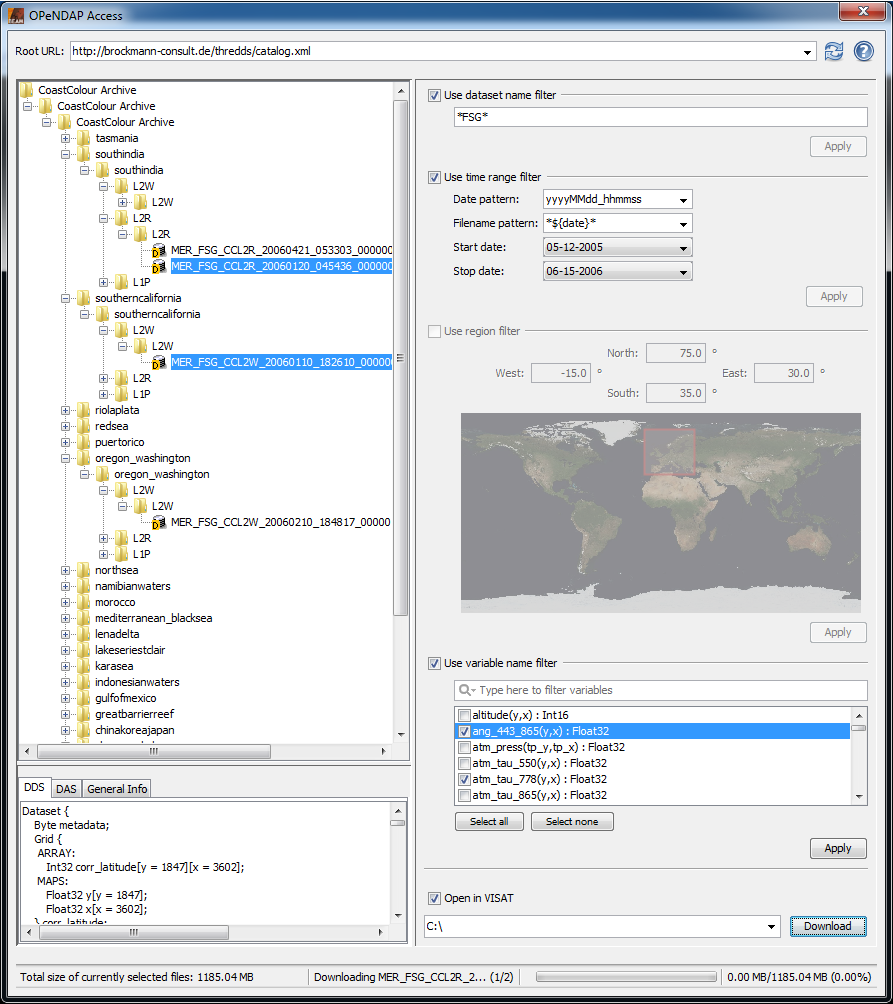 OPeNDAP Access
Root URL: http://brockmann-consult.de/thredds/catalog.xml
CoastColour Archive
CoastColour Archive
CoastColour Archive
tasmania
southindia
southindia
L2W
L2W
L2R
L2R
MER_FSG_CCL2R_20060421_053303_000000
MER_FSG_CCL2R_20060120_045436_000000
L1P
southerncalifornia
southerncalifornia
L2W
L2W
MER_FSG_CCL2W_20060110_182610_000000
L2R
L1P
riolaplata
redsea
puertorico
oregon_washington
oregon_washington
L2W
L2W
MER_FSG_CCL2W_20060210_184817_00000
L2R
L1P
northsea
namibianwaters
morocco
mediterranean_blacksea
lenadelta
lakeseriestclair
karasea
indonesianwaters
gulfofmexico
greatbarrierreef
chinakoreajapan
DDS DAS General Info
Dataset {
Byte metadata;
Grid {
ARRAY:
Int32 corr_latitude[y = 1847][x = 3602];
MAPS:
Float32 y[y = 1847];
Float32 x[x = 3602];
} corr_latitude;
Use dataset name filter
*FSG*
Apply
Use time range filter
Date pattern: yyyyMMdd_hhmmss
Filename pattern: *${date}*
Start date: 05-12-2005
Stop date: 06-15-2006
Apply
Use region filter
North: 75.0 °
West: -15.0 ° East: 30.0 °
South: 35.0 °
Apply
Use variable name filter
Type here to filter variables
altitude(y,x) : Int16
ang_443_865(y,x) : Float32
atm_press(tp_y,tp_x) : Float32
atm_tau_550(y,x) : Float32
atm_tau_778(y,x) : Float32
atm_tau_865(y,x) : Float32
Select all Select none
Apply
Open in VISAT
C:\ Download
Total size of currently selected files: 1185.04 MB Downloading MER_FSG_CCL2R_2... (1/2) 0.00 MB/1185.04 MB (0.00%)